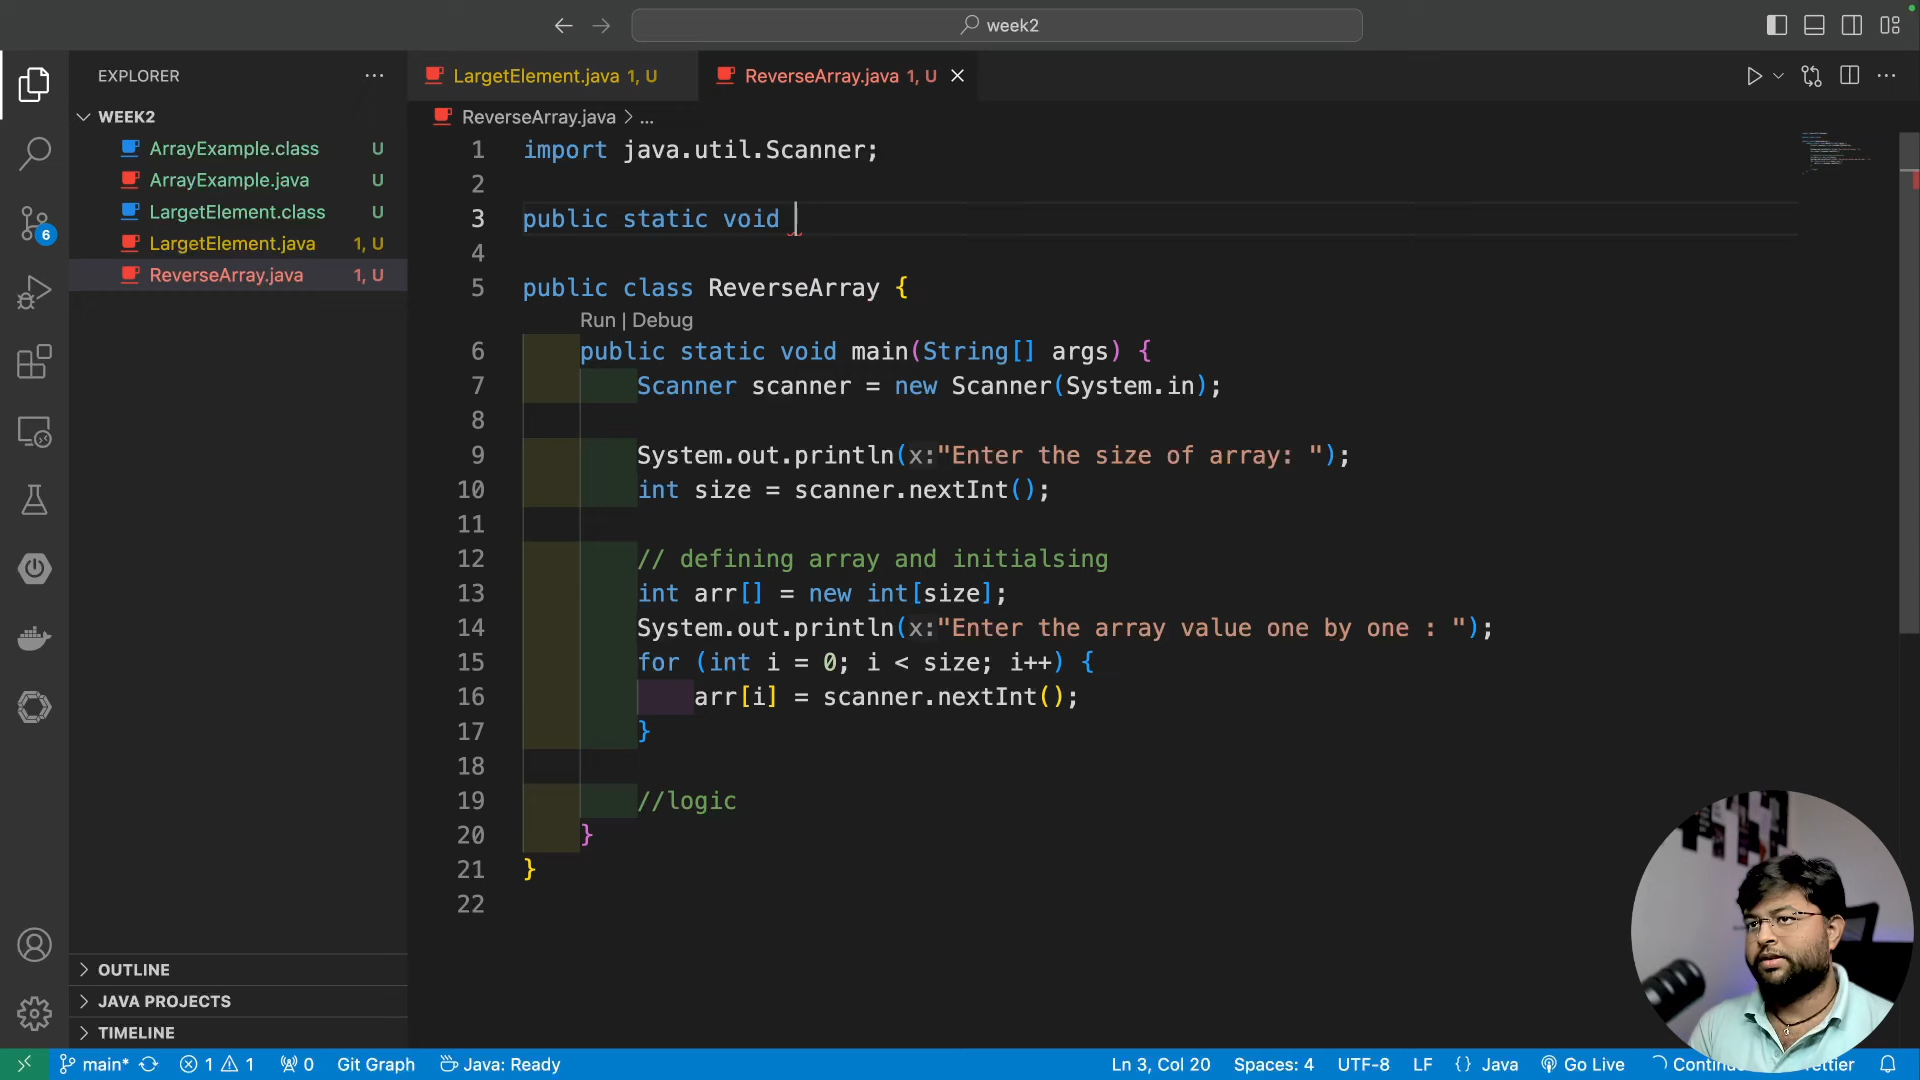 week2
EXPLORER
LargetElement.java 1, U
ReverseArray.java 1, U
WEEK2
ArrayExample.class U
ArrayExample.java U
LargetElement.class U
LargetElement.java 1, U
ReverseArray.java 1, U
6
ReverseArray.java > ...
1 import java.util.Scanner;
2
3 public static void
4
5 public class ReverseArray {
Run | Debug
6 public static void main(String[] args) {
7 Scanner scanner = new Scanner(System.in);
8
9 System.out.println(x:"Enter the size of array: ");
10 int size = scanner.nextInt();
11
12 // defining array and initialsing
13 int arr[] = new int[size];
14 System.out.println(x:"Enter the array value one by one : ");
15 for (int i = 0; i < size; i++) {
16 arr[i] = scanner.nextInt();
17 }
18
19 //logic
20 }
21 }
22
OUTLINE
JAVA PROJECTS
TIMELINE
main* 1 1 0 Git Graph Java: Ready Ln 3, Col 20 Spaces: 4 UTF-8 LF {} Java Go Live